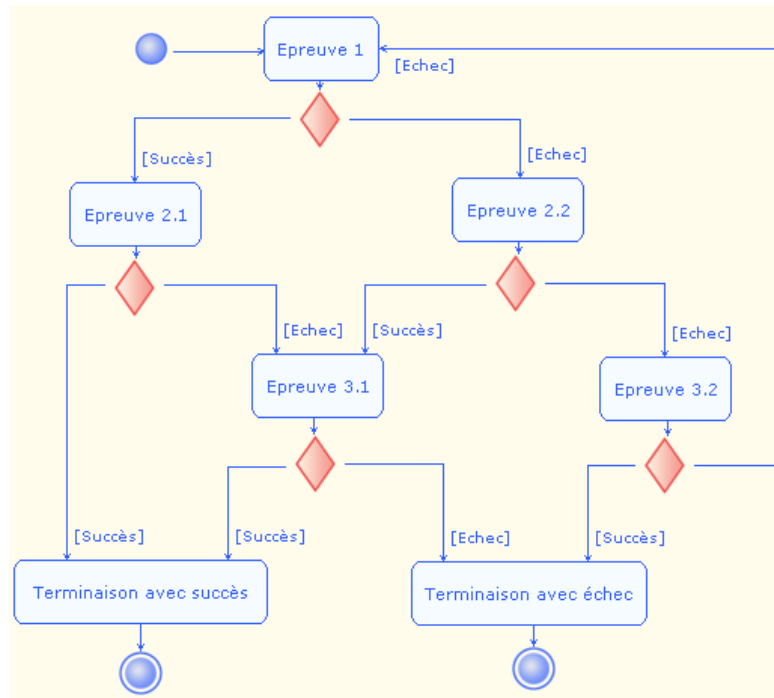 Epreuve 1
[Echec]
[Succès]
[Echec]
Epreuve 2.1
Epreuve 2.2
[Echec]
[Succès]
[Echec]
Epreuve 3.1
Epreuve 3.2
[Succès]
[Succès]
[Echec]
[Succès]
Terminaison avec succès
Terminaison avec échec